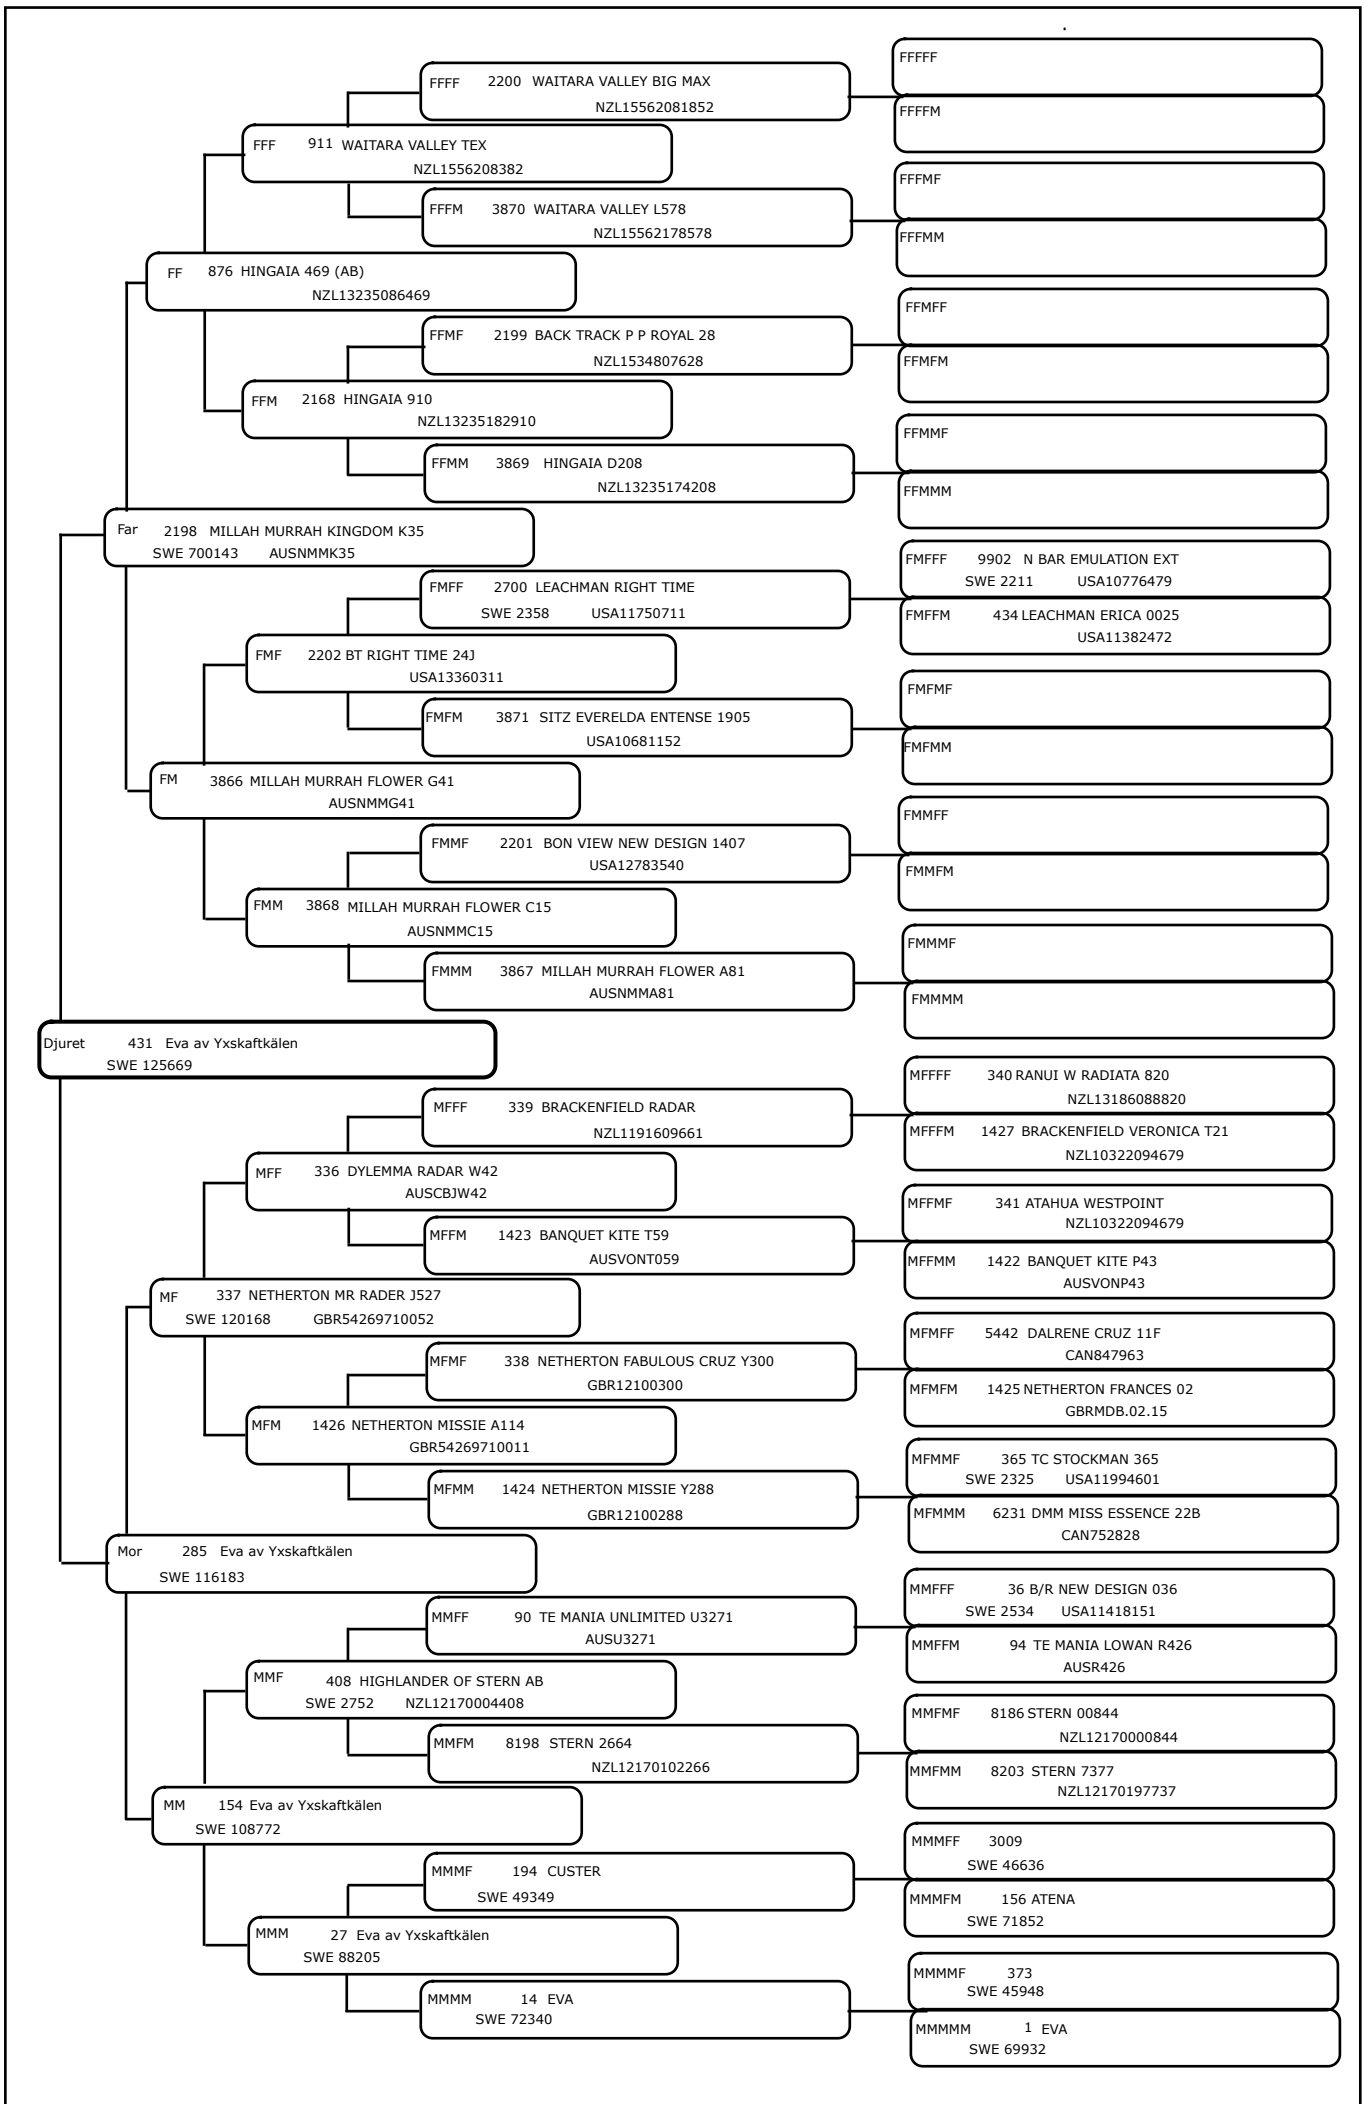 FFFFF
FFFF 2200 WAITARA VALLEY BIG MAX
NZL15562081852
FFFFM
FFF 911 WAITARA VALLEY TEX
NZL1556208382
FFFMF
FFFM 3870 WAITARA VALLEY L578
NZL15562178578
FFFMM
FF 876 HINGAIA 469 (AB)
NZL13235086469
FFMFF
FFMF 2199 BACK TRACK P P ROYAL 28
NZL1534807628
FFMFM
FFM 2168 HINGAIA 910
NZL13235182910
FFMMF
FFMM 3869 HINGAIA D208
NZL13235174208
FFMMM
Far 2198 MILLAH MURRAH KINGDOM K35
SWE 700143 AUSNMMK35
FMFFF 9902 N BAR EMULATION EXT
SWE 2211 USA10776479
FMFF 2700 LEACHMAN RIGHT TIME
SWE 2358 USA11750711
FMFFM 434 LEACHMAN ERICA 0025
USA11382472
FMF 2202 BT RIGHT TIME 24J
USA13360311
FMFMF
FMFM 3871 SITZ EVERELDA ENTENSE 1905
USA10681152
FMFMM
FM 3866 MILLAH MURRAH FLOWER G41
AUSNMMG41
FMMFF
FMMF 2201 BON VIEW NEW DESIGN 1407
USA12783540
FMMFM
FMM 3868 MILLAH MURRAH FLOWER C15
AUSNMMC15
FMMMF
FMMM 3867 MILLAH MURRAH FLOWER A81
AUSNMMA81
FMMMM
Djuret 431 Eva av Yxskaftkälen
SWE 125669
MFFFF 340 RANUI W RADIATA 820
NZL13186088820
MFFF 339 BRACKENFIELD RADAR
NZL1191609661
MFFFM 1427 BRACKENFIELD VERONICA T21
NZL10322094679
MFF 336 DYLEMMA RADAR W42
AUSCBJW42
MFFMF 341 ATAHUA WESTPOINT
NZL10322094679
MFFM 1423 BANQUET KITE T59
AUSVONT059
MFFMM 1422 BANQUET KITE P43
AUSVONP43
MF 337 NETHERTON MR RADER J527
SWE 120168 GBR54269710052
MFMFF 5442 DALRENE CRUZ 11F
CAN847963
MFMF 338 NETHERTON FABULOUS CRUZ Y300
GBR12100300
MFMFM 1425 NETHERTON FRANCES 02
GBRMDB.02.15
MFM 1426 NETHERTON MISSIE A114
GBR54269710011
MFMMF 365 TC STOCKMAN 365
SWE 2325 USA11994601
MFMM 1424 NETHERTON MISSIE Y288
GBR12100288
MFMMM 6231 DMM MISS ESSENCE 22B
CAN752828
Mor 285 Eva av Yxskaftkälen
SWE 116183
MMFFF 36 B/R NEW DESIGN 036
SWE 2534 USA11418151
MMFF 90 TE MANIA UNLIMITED U3271
AUSU3271
MMFFM 94 TE MANIA LOWAN R426
AUSR426
MMF 408 HIGHLANDER OF STERN AB
SWE 2752 NZL12170004408
MMFMF 8186 STERN 00844
NZL12170000844
MMFM 8198 STERN 2664
NZL12170102266
MMFMM 8203 STERN 7377
NZL12170197737
MM 154 Eva av Yxskaftkälen
SWE 108772
MMMFF 3009
SWE 46636
MMMF 194 CUSTER
SWE 49349
MMMFM 156 ATENA
SWE 71852
MMM 27 Eva av Yxskaftkälen
SWE 88205
MMMMF 373
SWE 45948
MMMM 14 EVA
SWE 72340
MMMMM 1 EVA
SWE 69932